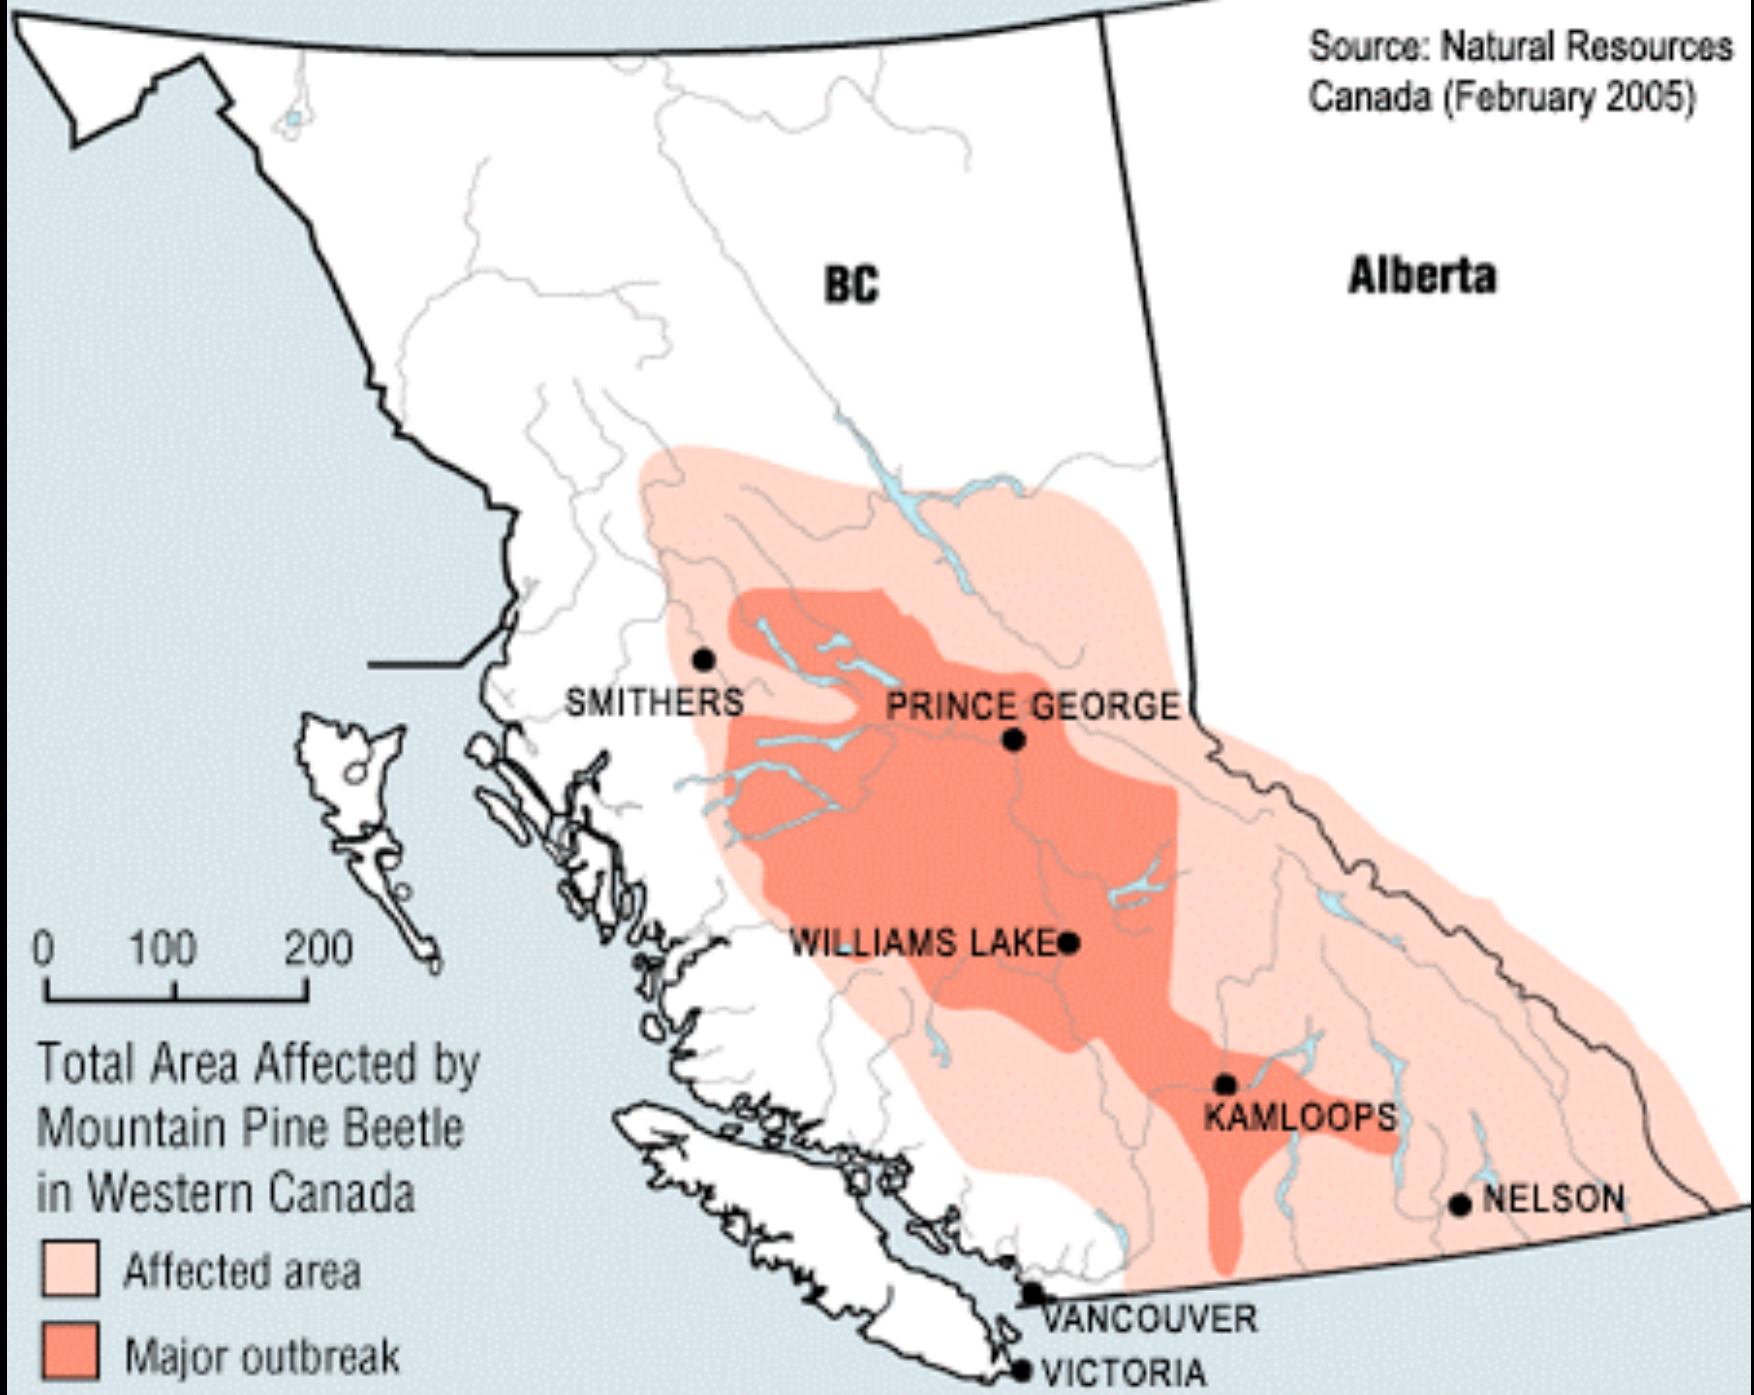 Source: Natural Resources
Canada (February 2005)
BC
Alberta
SMITHERS
PRINCE GEORGE
WILLIAMS LAKE
0 100 200
Total Area Affected by
Mountain Pine Beetle
in Western Canada
KAMLOOPS
NELSON
Affected area
Major outbreak
VANCOUVER
VICTORIA